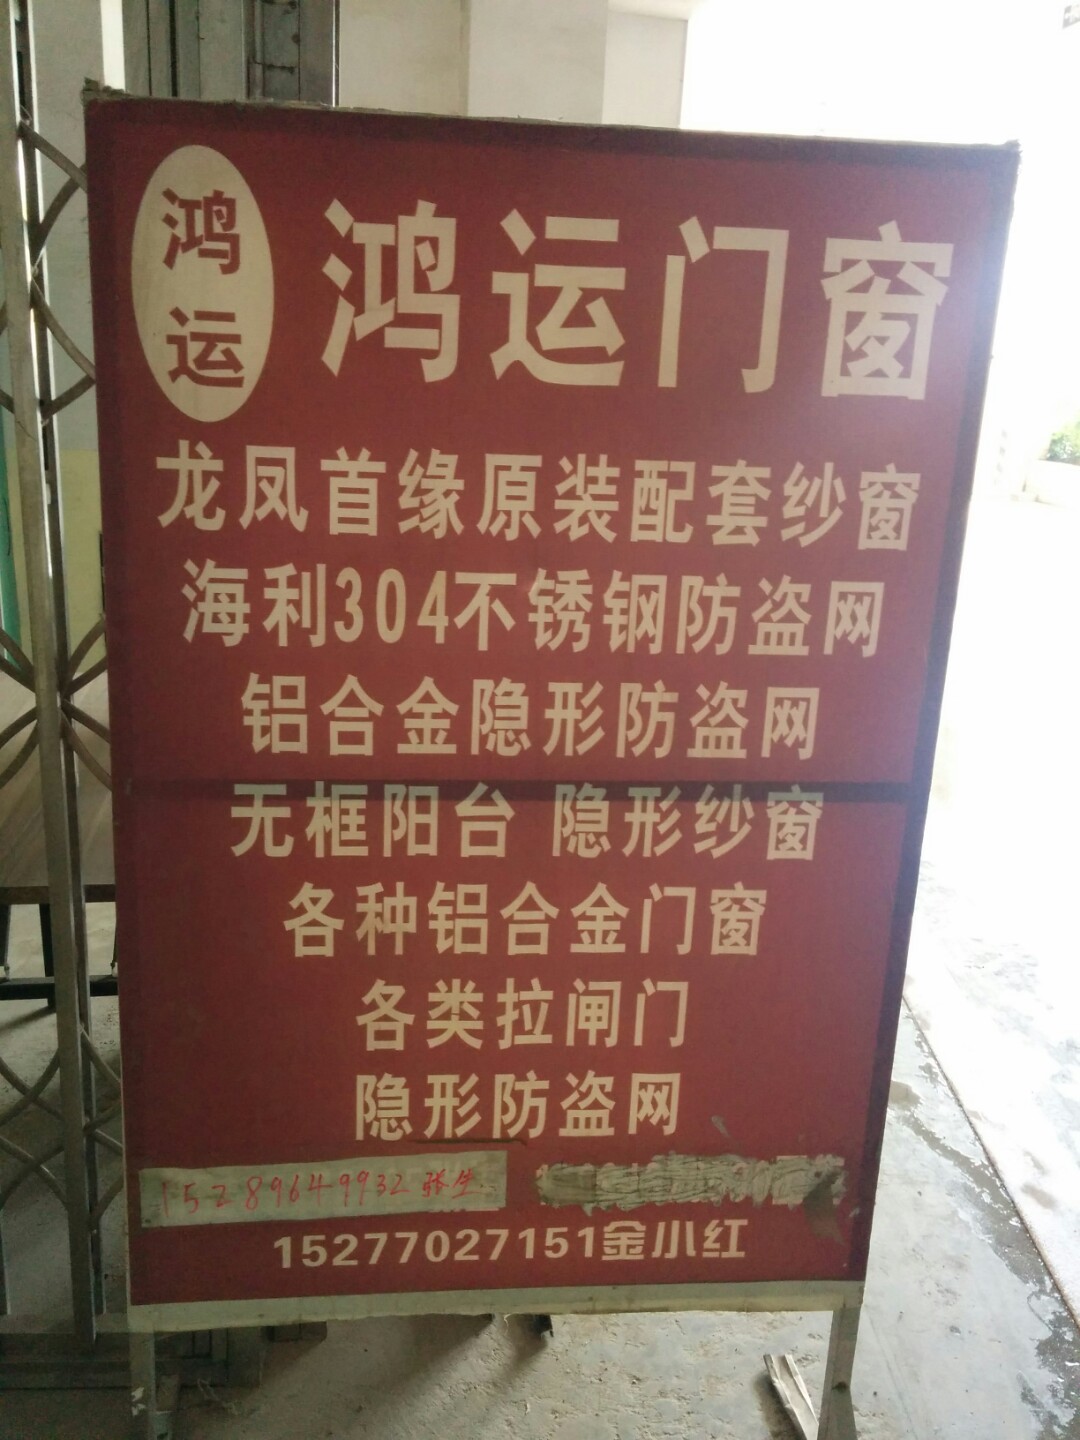 鸿运
鸿运门窗
龙凤首缘原装配套纱窗
海利304不锈钢防盗网
铝合金隐形防盗网
无框阳台 隐形纱窗
各种铝合金门窗
各类拉闸门
隐形防盗网
15289649932 张生
15277027151金小红